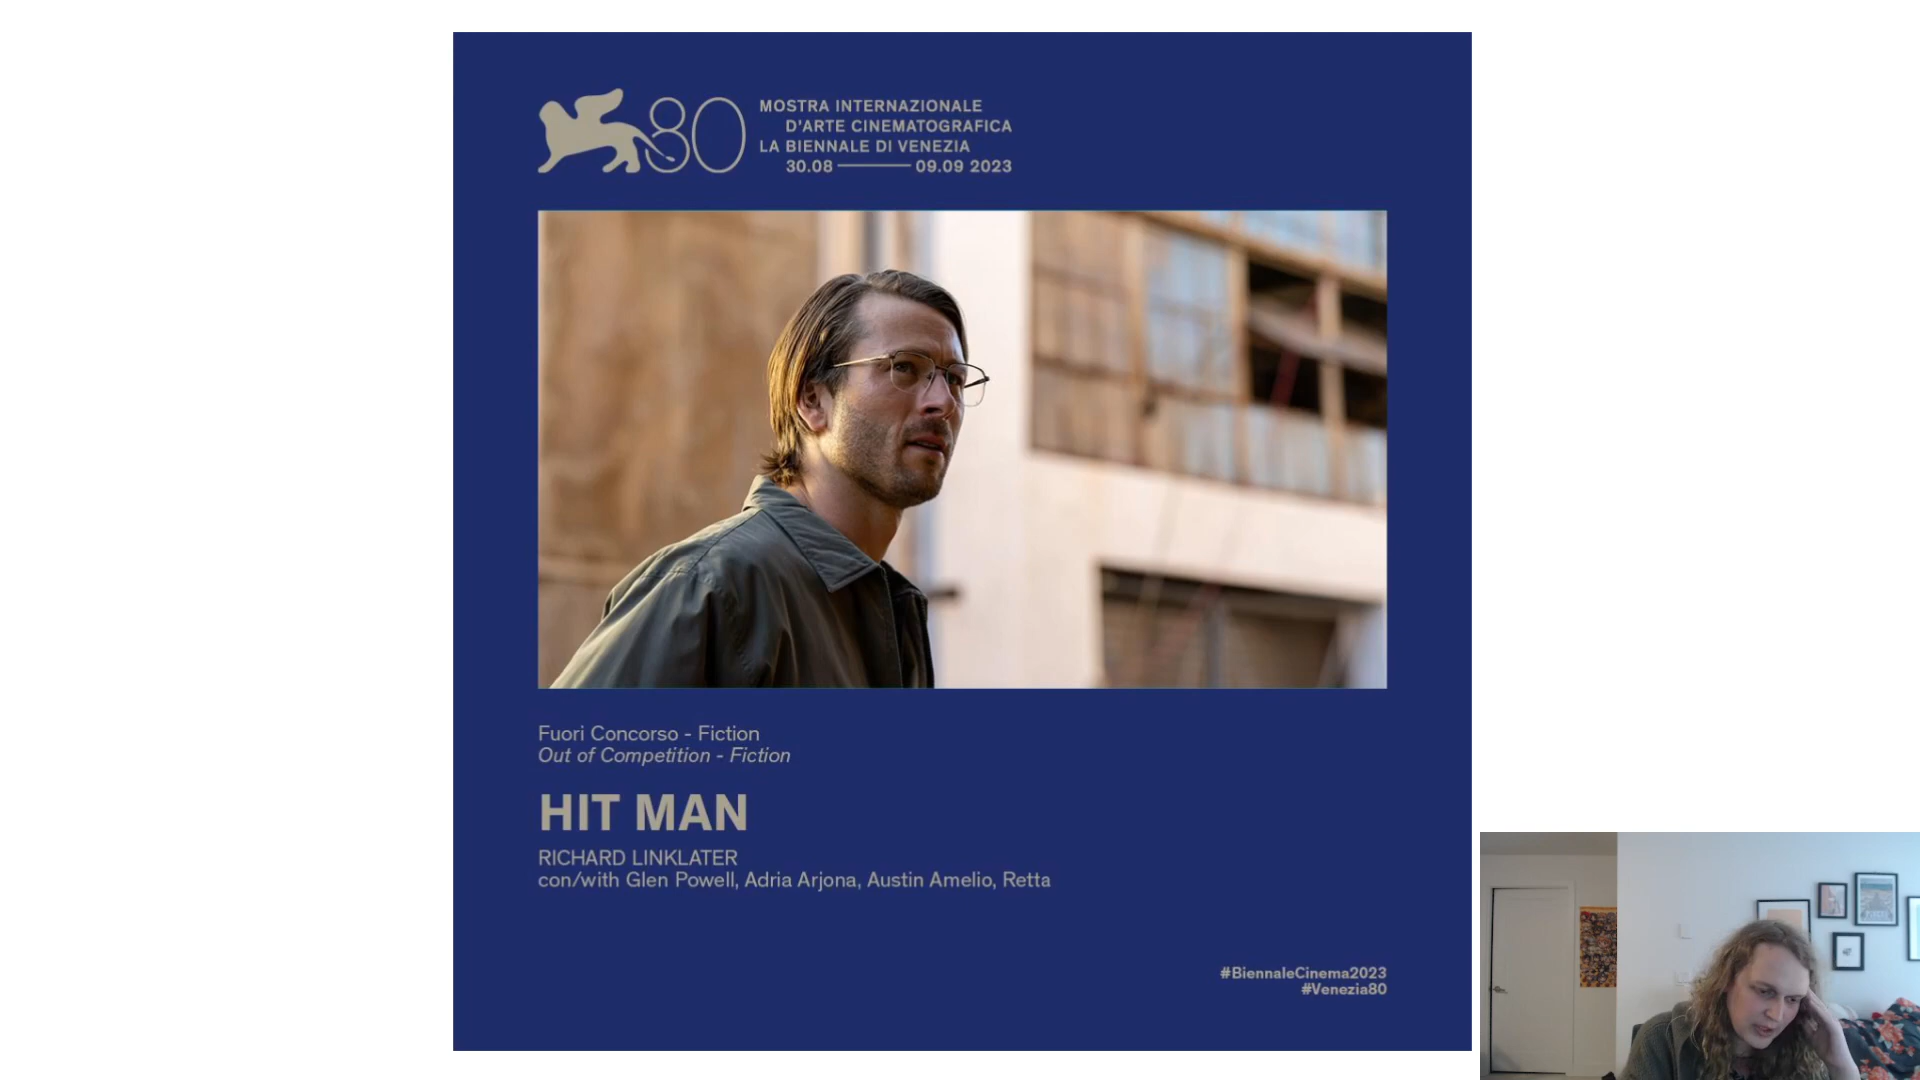 80
MOSTRA INTERNAZIONALE
D'ARTE CINEMATOGRAFICA
LA BIENNALE DI VENEZIA
30.08 — 09.09 2023
Fuori Concorso - Fiction
Out of Competition - Fiction
HIT MAN
RICHARD LINKLATER
con/with Glen Powell, Adria Arjona, Austin Amelio, Retta
#BiennaleCinema2023
#Venezia80